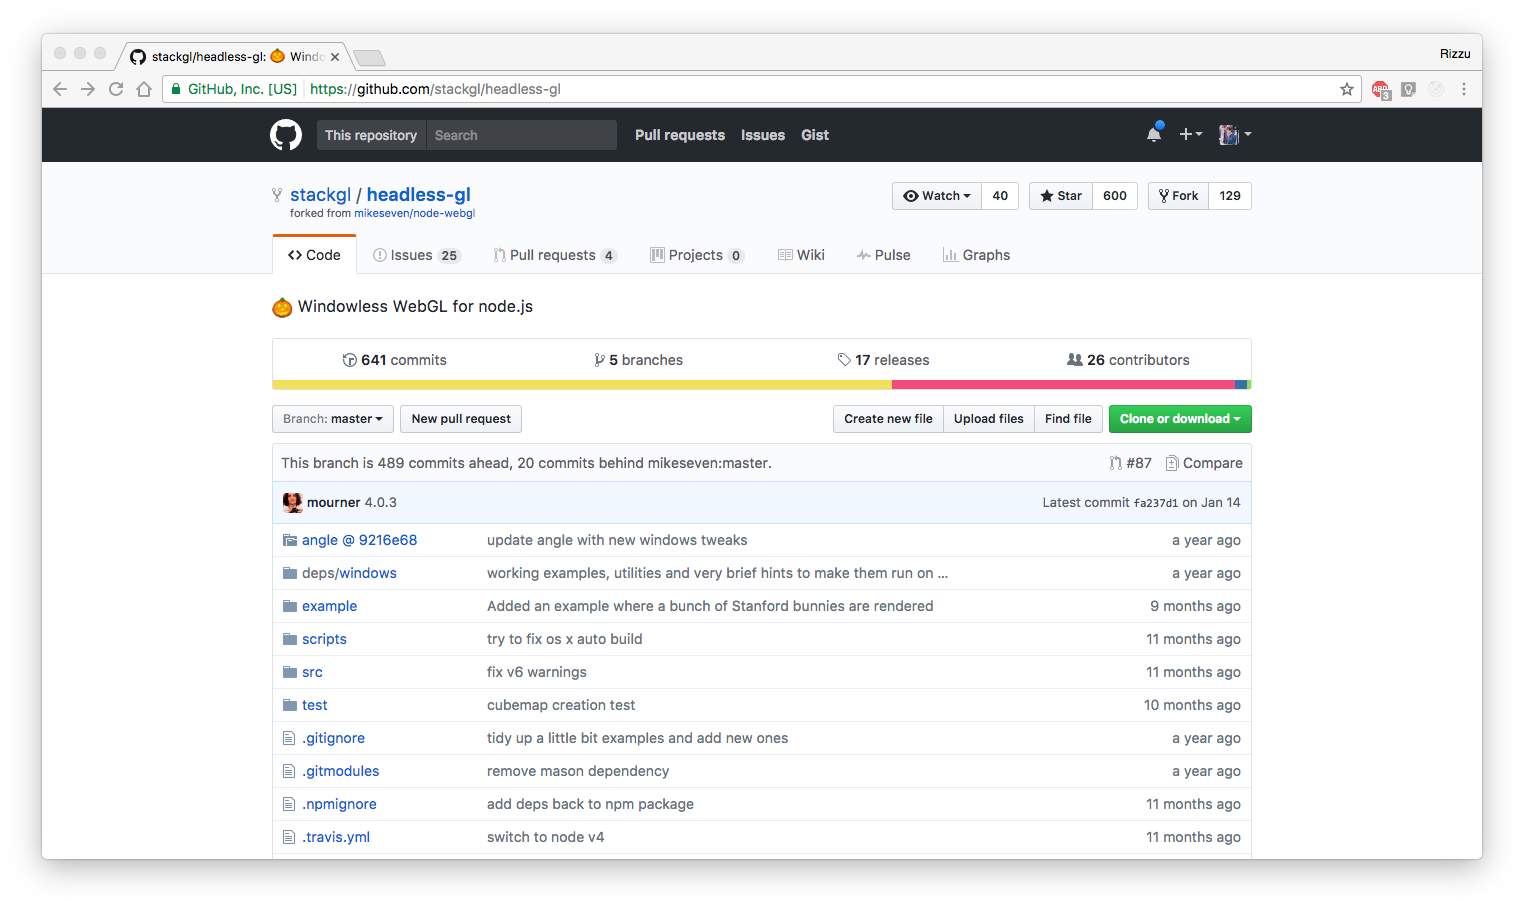 stackgl/headless-gl: 🎃 Windo
Rizzu
GitHub, Inc. [US] https://github.com/stackgl/headless-gl
ABP 3
This repository Search Pull requests Issues Gist
stackgl / headless-gl
Watch 40 Star 600 Fork 129
forked from mikeseven/node-webgl
Code Issues 25 Pull requests 4 Projects 0 Wiki Pulse Graphs
🎃 Windowless WebGL for node.js
641 commits 5 branches 17 releases 26 contributors
Branch: master New pull request Create new file Upload files Find file Clone or download
This branch is 489 commits ahead, 20 commits behind mikeseven:master. #87 Compare
mourner 4.0.3 Latest commit fa237d1 on Jan 14
angle @ 9216e68 update angle with new windows tweaks a year ago
deps/windows working examples, utilities and very brief hints to make them run on ... a year ago
example Added an example where a bunch of Stanford bunnies are rendered 9 months ago
scripts try to fix os x auto build 11 months ago
src fix v6 warnings 11 months ago
test cubemap creation test 10 months ago
.gitignore tidy up a little bit examples and add new ones a year ago
.gitmodules remove mason dependency a year ago
.npmignore add deps back to npm package 11 months ago
.travis.yml switch to node v4 11 months ago